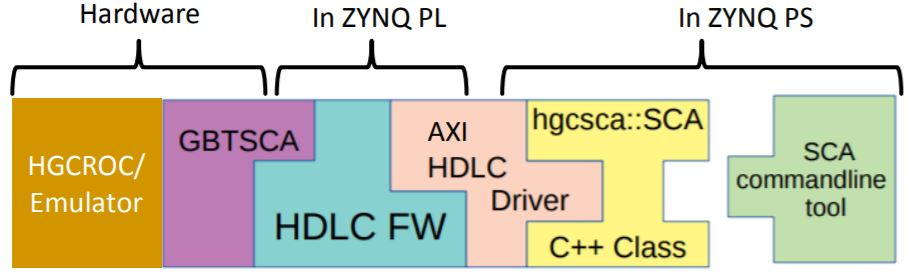 Hardware
In ZYNQ PL
In ZYNQ PS
HGCROC/
Emulator
GBTSCA
HDLC FW
AXI
HDLC
Driver
hgcsca::SCA
C++ Class
SCA
commandline
tool